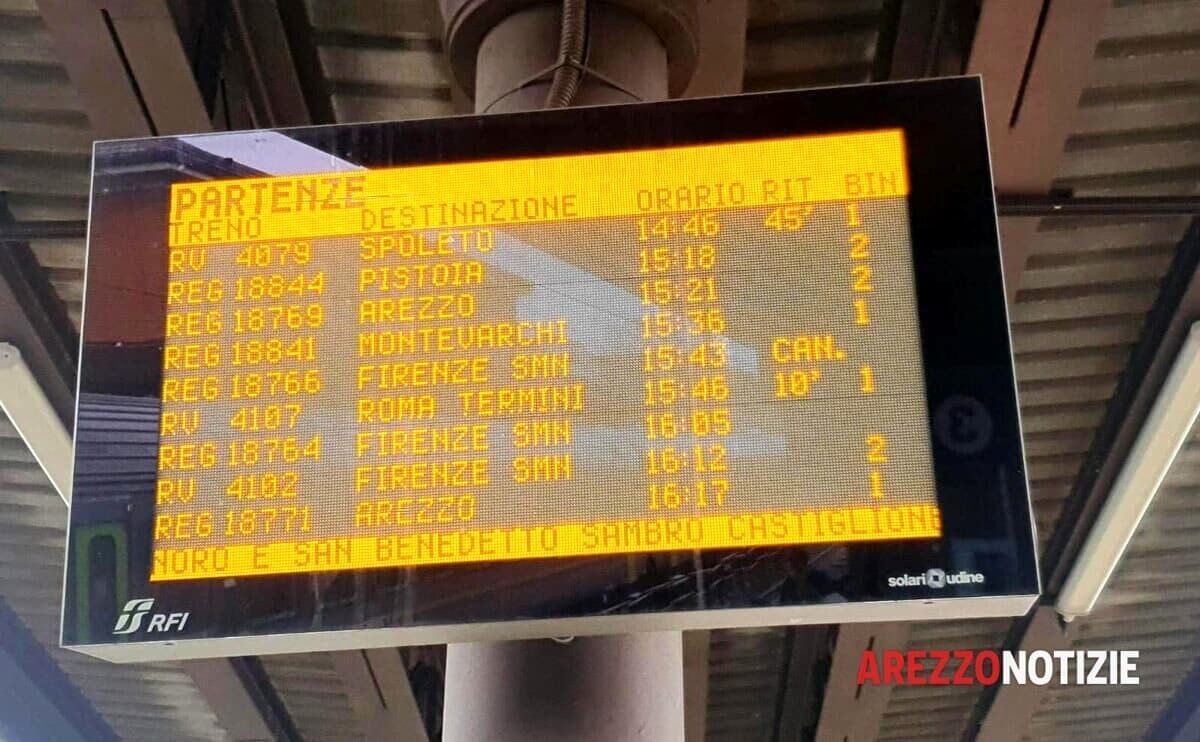 PARTENZE
TRENO DESTINAZIONE ORARIO RIT BIN
RV 4079 SPOLETO 14:46 45' 1
REG 18844 PISTOIA 15:18 2
REG 18769 AREZZO 15:21 2
REG 18841 MONTEVARCHI 15:36 1
REG 18766 FIRENZE SMN 15:43 CAN.
RV 4107 ROMA TERMINI 15:46 10' 1
REG 18764 FIRENZE SMN 16:05
RV 4102 FIRENZE SMN 16:12 2
REG 18771 AREZZO 16:17 1
NORO E SAN BENEDETTO SAMBRO CASTIGLIONE
RFI
solari udine
AREZZONOTIZIE